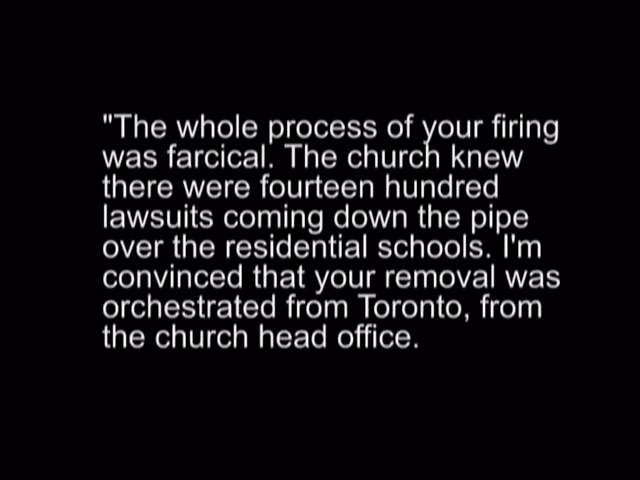 "The whole process of your firing
was farcical. The church knew
there were fourteen hundred
lawsuits coming down the pipe
over the residential schools. I'm
convinced that your removal was
orchestrated from Toronto, from
the church head office.